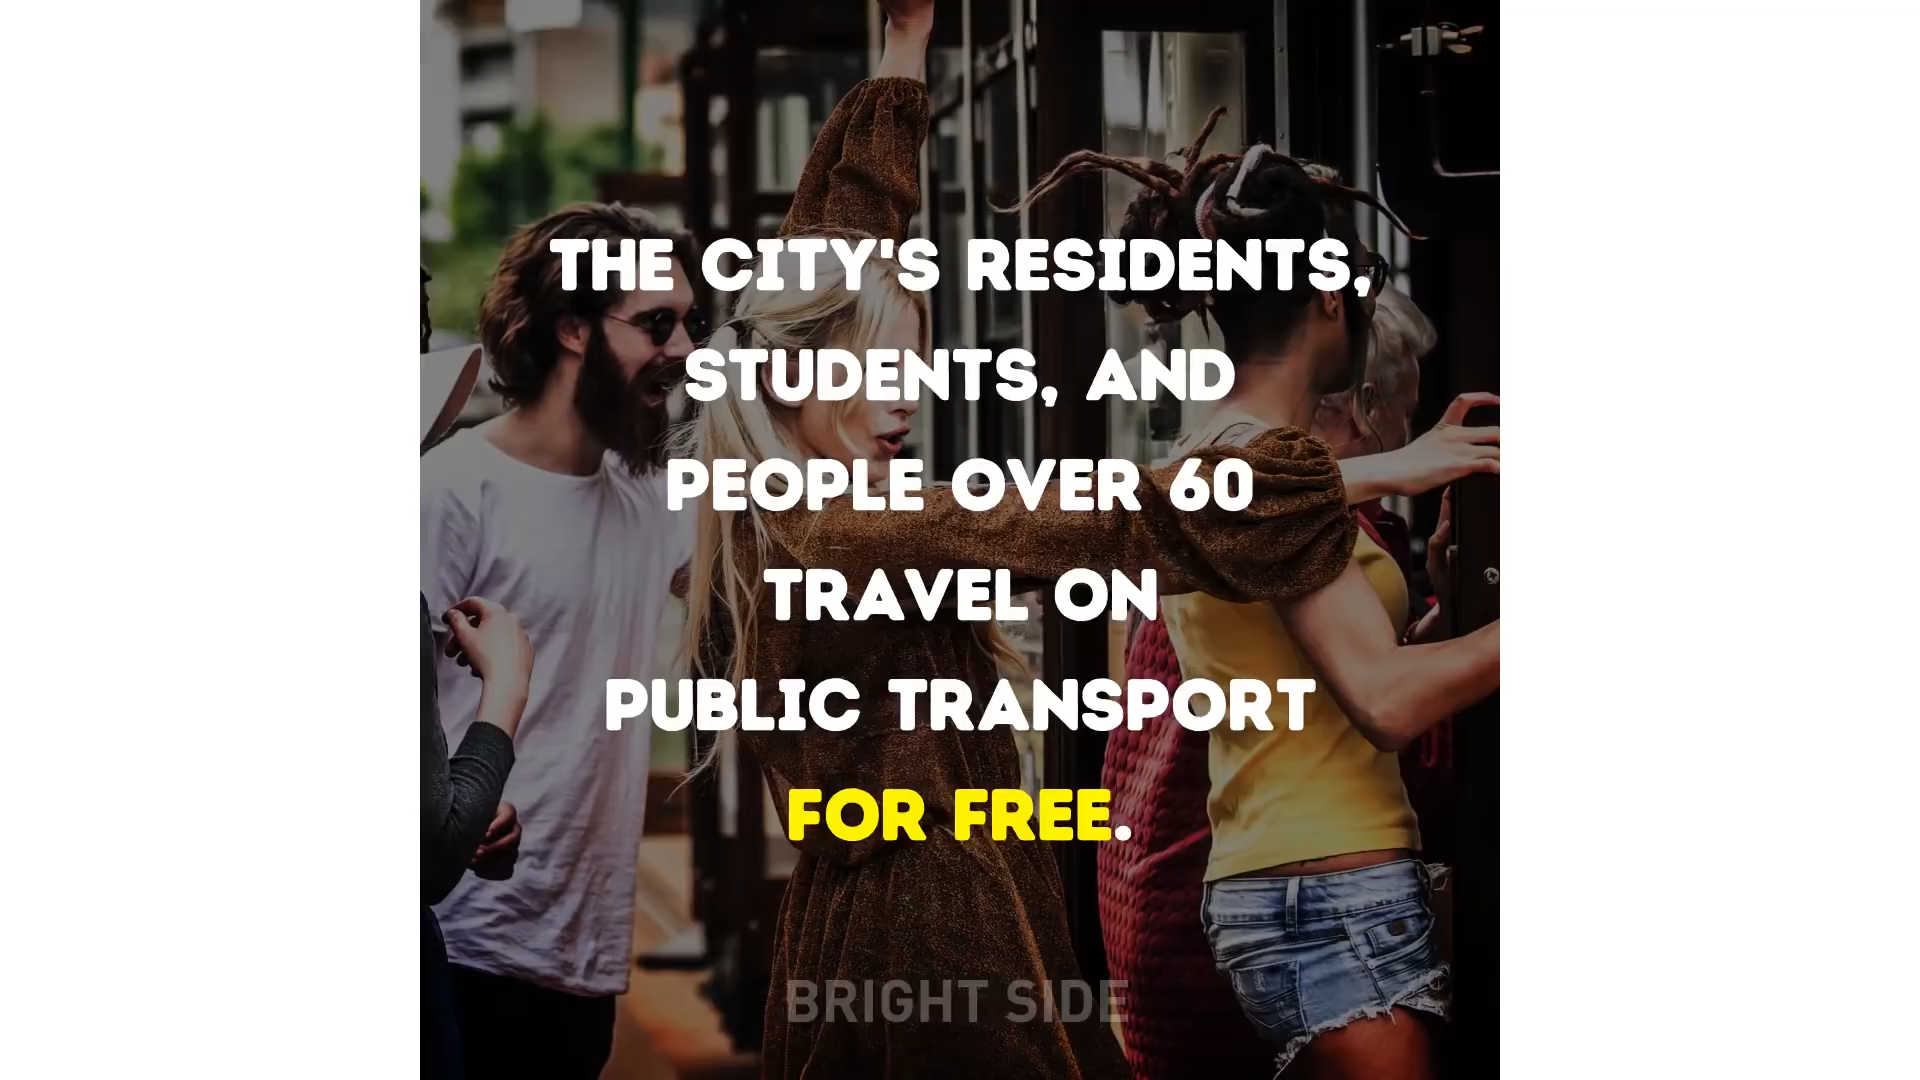 THE CITY'S RESIDENTS,
STUDENTS, AND
PEOPLE OVER 60
TRAVEL ON
PUBLIC TRANSPORT
FOR FREE.
BRIGHT SIDE